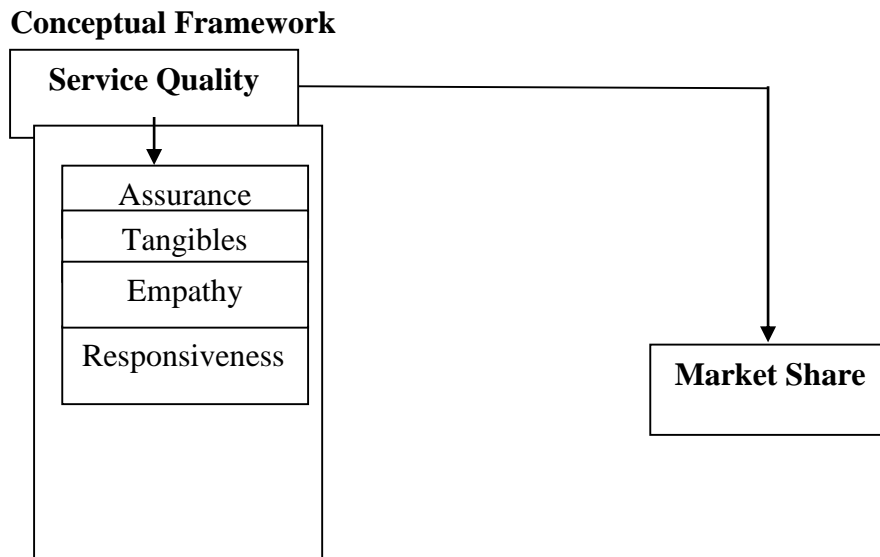 Conceptual Framework
Service Quality
Assurance
Tangibles
Empathy
Responsiveness
Market Share